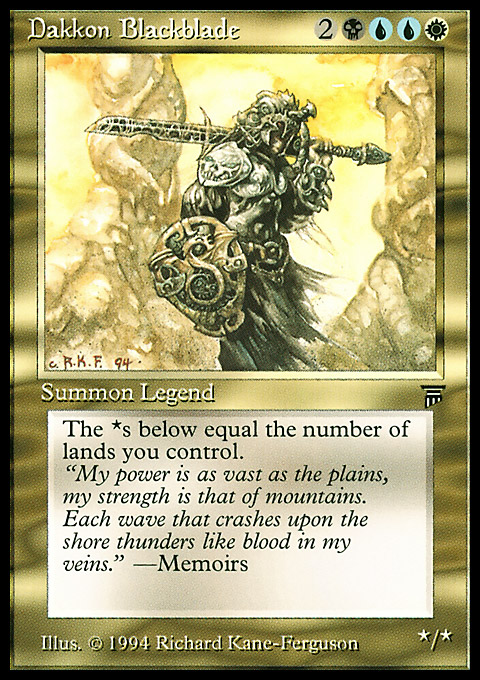 Dakkon Blackblade 2
c. R.K.F. 94.
Summon Legend
The *s below equal the number of
lands you control.
“My power is as vast as the plains,
my strength is that of mountains.
Each wave that crashes upon the
shore thunders like blood in my
veins.” —Memoirs
Illus. © 1994 Richard Kane-Ferguson */*